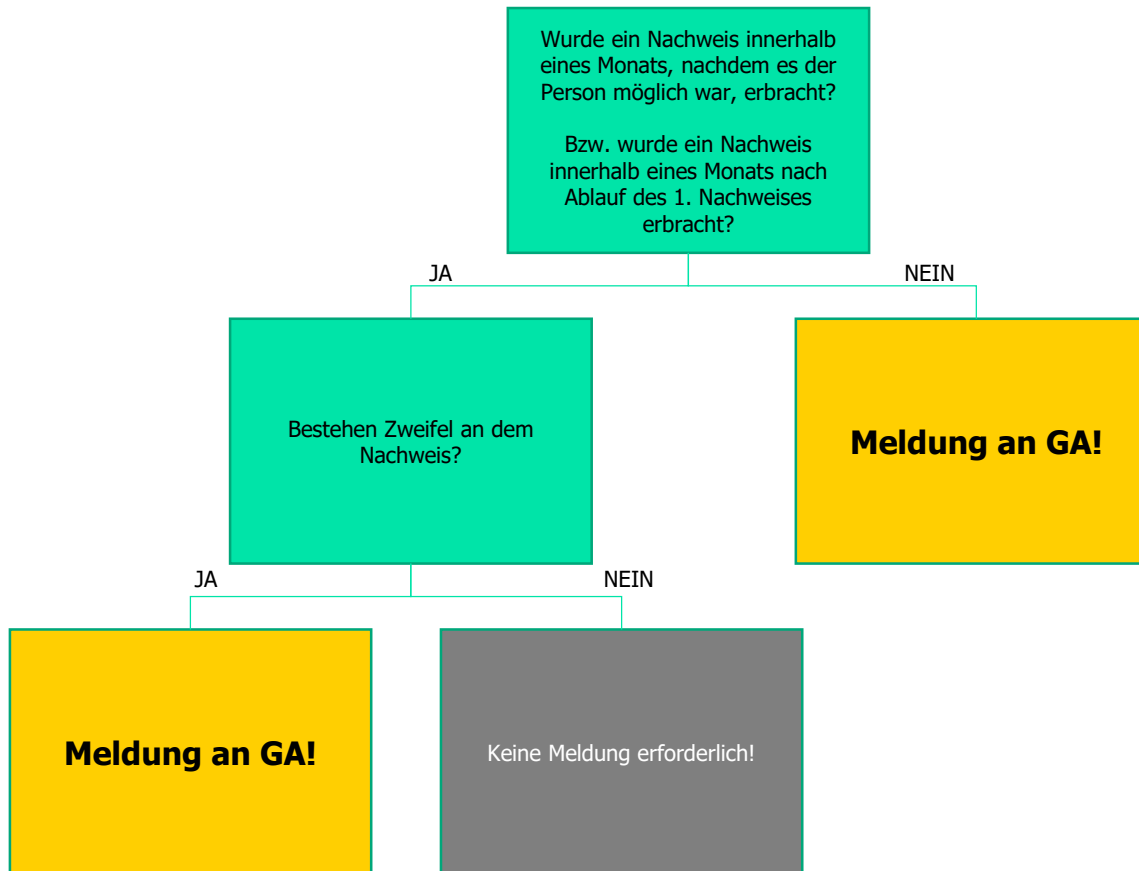 Wurde ein Nachweis innerhalb
eines Monats, nachdem es der
Person möglich war, erbracht?
Bzw. wurde ein Nachweis
innerhalb eines Monats nach
Ablauf des 1. Nachweises
erbracht?
JA
NEIN
Bestehen Zweifel an dem
Nachweis?
Meldung an GA!
JA
NEIN
Meldung an GA!
Keine Meldung erforderlich!